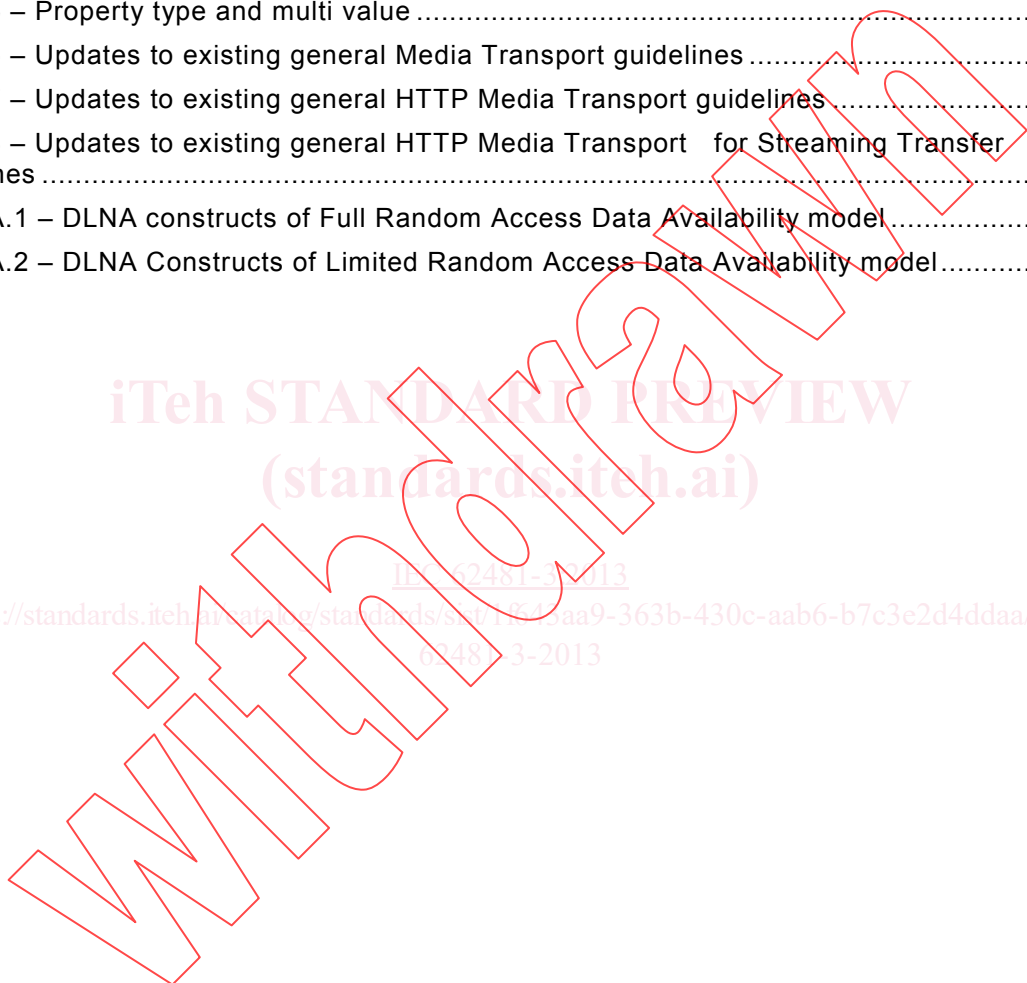 – Property type and multi value
– Updates to existing general Media Transport guidelines
– Updates to existing general HTTP Media Transport guidelines
– Updates to existing general HTTP Media Transport for Streaming Transfer
nes
A.1 – DLNA constructs of Full Random Access Data Availability model
A.2 – DLNA Constructs of Limited Random Access Data Availability model
iTeh STANDARD PREVIEW
(standards.iteh.ai)
IEC 62481-3:2013
://standards.iteh.ai/catalog/standards/sist/1f643aa9-363b-430c-aab6-b7c3e2d4ddaa/
62481-3-2013
withdrawn